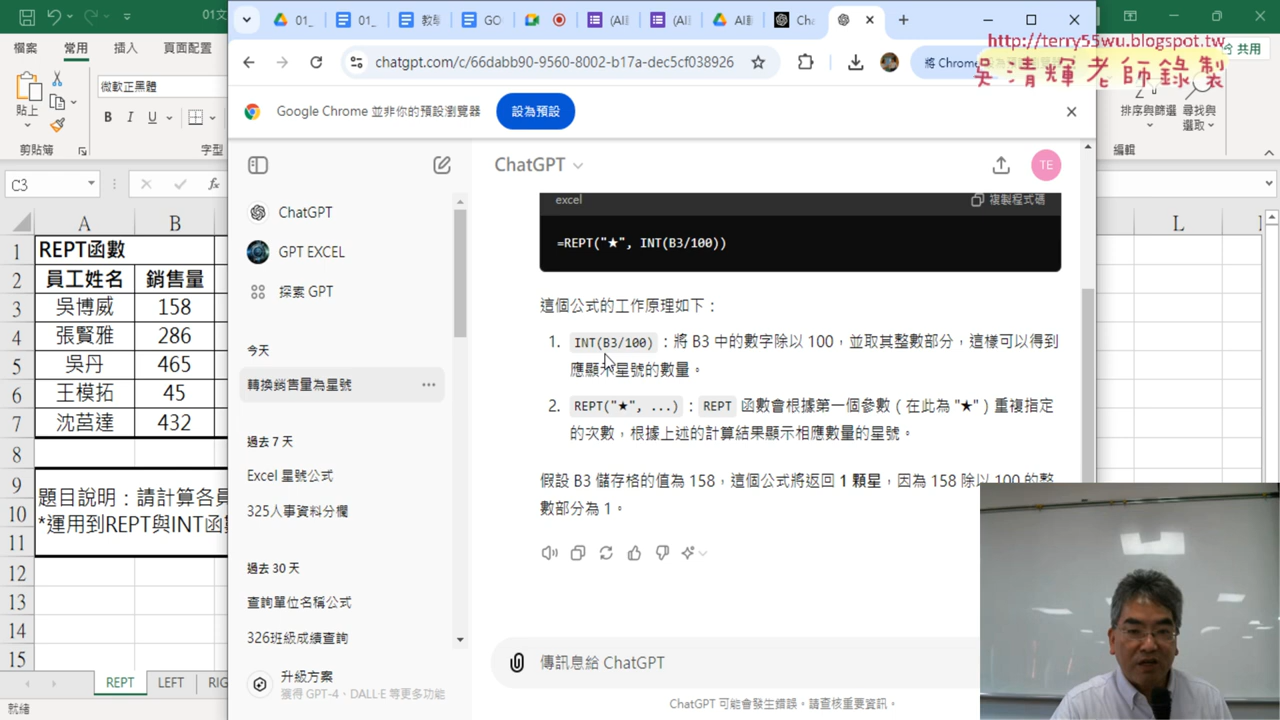 01文
檔案
常用
插入
頁面配置
共用
http://terry55wu.blogspot.tw
吳清輝老師錄製
01_
01_
教轉
GO
(AI
(AI
AI
Cha
chatgpt.com/c/66dabb90-9560-8002-b17a-dec5cf038926
將 Chrom
Google Chrome 並非你的預設瀏覽器
設為預設
微軟正黑體
B I U
貼上
剪貼簿
字型
排序與篩選
尋找與
選取
編輯
C3
fx
ChatGPT
TE
ChatGPT
GPT EXCEL
探索 GPT
今天
轉換銷售量為星號
過去 7 天
Excel 星號公式
325人事資料分欄
過去 30 天
查詢單位名稱公式
326班級成績查詢
升級方案
獲得 GPT-4、DALL·E 等更多功能
excel
複製程式碼
=REPT("★", INT(B3/100))
這個公式的工作原理如下：
1. INT(B3/100)：將 B3 中的數字除以 100，並取其整數部分，這樣可以得到
應顯示星號的數量。
2. REPT("★", ...)：REPT 函數會根據第一個參數（在此為 "★"）重複指定
的次數，根據上述的計算結果顯示相應數量的星號。
假設 B3 儲存格的值為 158，這個公式將返回 1 顆星，因為 158 除以 100 的整
數部分為 1。
傳訊息給 ChatGPT
ChatGPT 可能會發生錯誤。請查核重要資訊。
A B L
1 REPT函數
2 員工姓名 銷售量
3 吳博威 158
4 張賢雅 286
5 吳丹 465
6 王模拓 45
7 沈莒達 432
8
9
題目說明：請計算各員
10
*運用到REPT與INT函
11
12
13
14
15
REPT LEFT RIG
就緒